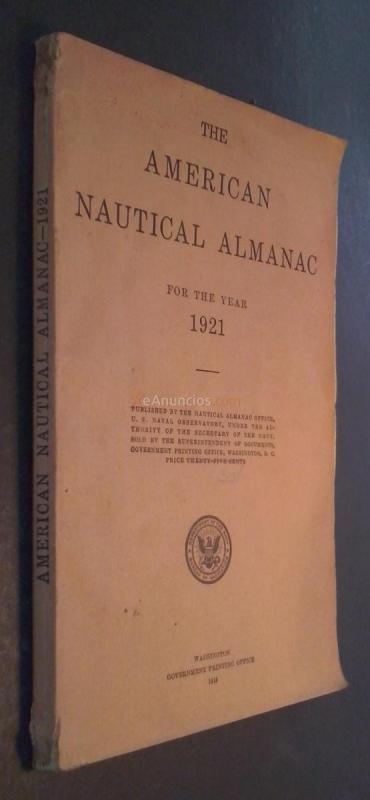 THE
AMERICAN
NAUTICAL ALMANAC
FOR THE YEAR
1921
eAnuncios.com
PUBLISHED BY THE NAUTICAL ALMANAC OFFICE,
U. S. NAVAL OBSERVATORY, UNDER THE AU-
THORITY OF THE SECRETARY OF THE NAVY.
SOLD BY THE SUPERINTENDENT OF DOCUMENTS,
GOVERNMENT PRINTING OFFICE, WASHINGTON, D. C.
PRICE TWENTY-FIVE CENTS
WASHINGTON
GOVERNMENT PRINTING OFFICE
AMERICAN NAUTICAL ALMANAC—1921